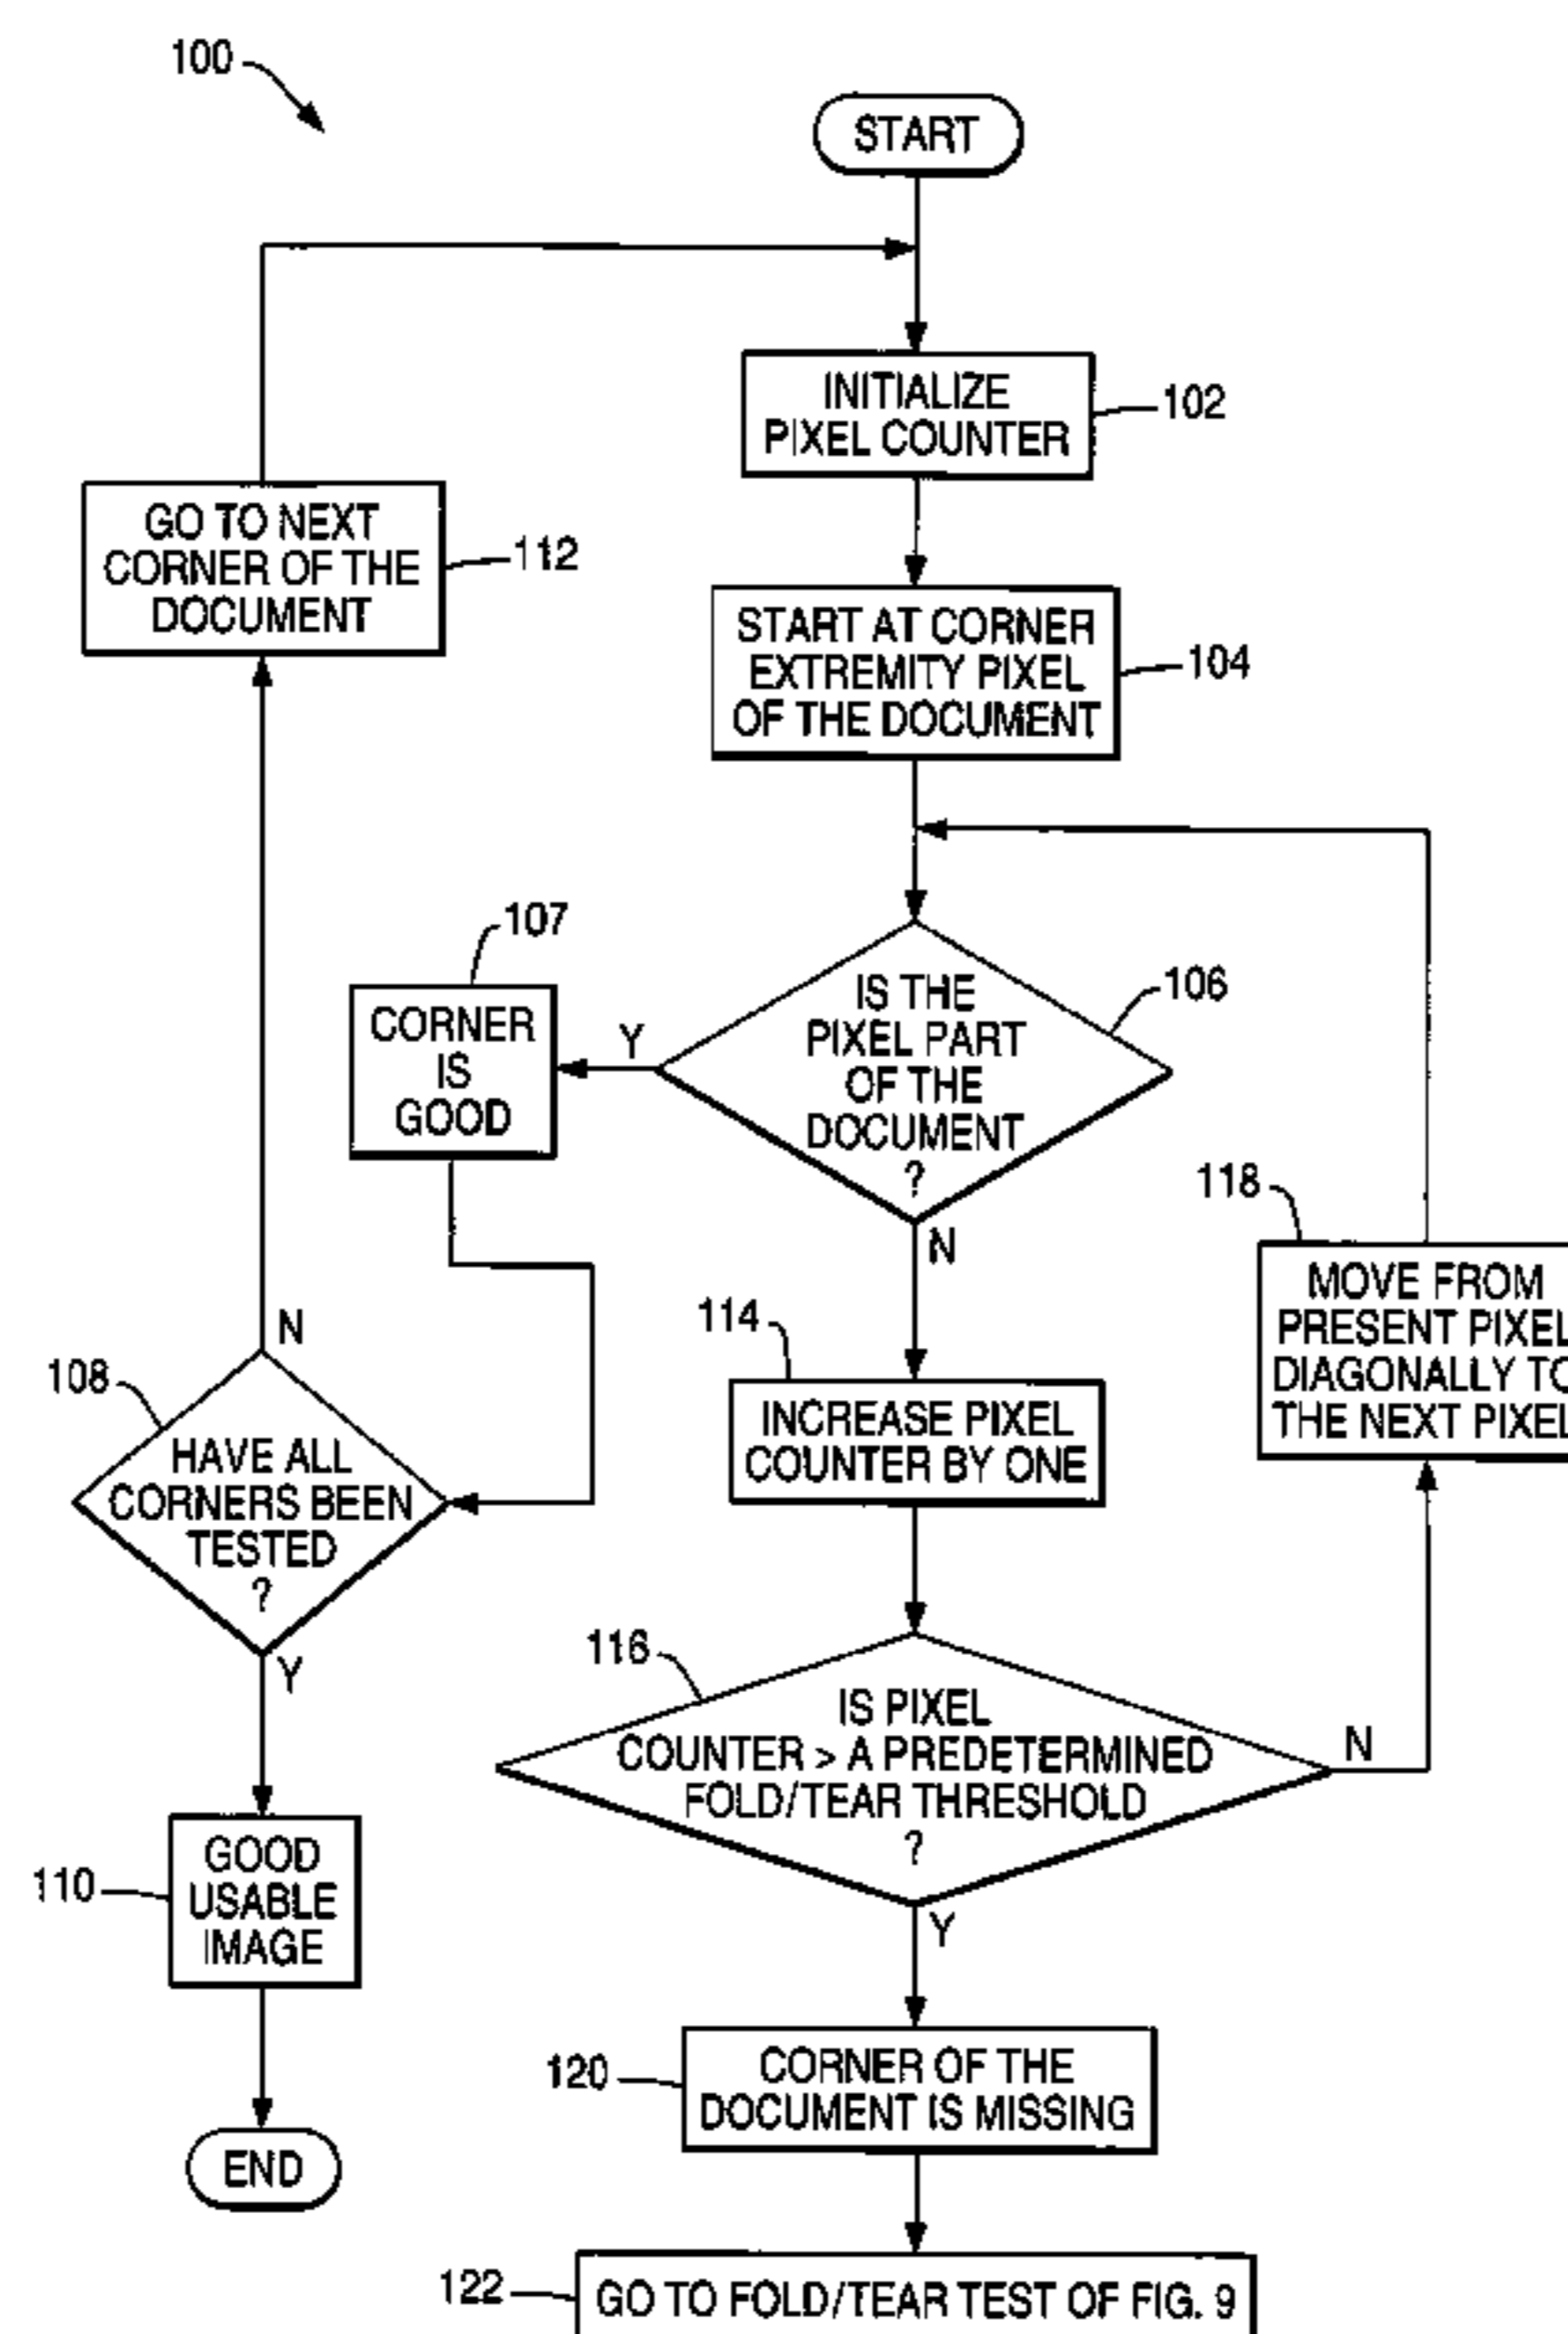 100
START
INITIALIZE
PIXEL COUNTER
102
GO TO NEXT
CORNER OF THE
DOCUMENT
112
START AT CORNER
EXTREMITY PIXEL
OF THE DOCUMENT
104
107
CORNER
IS
GOOD
Y
IS THE
PIXEL PART
OF THE
DOCUMENT
?
106
N
118
MOVE FROM
PRESENT PIXEL
DIAGONALLY TO
THE NEXT PIXEL
114
INCREASE PIXEL
COUNTER BY ONE
N
108
HAVE ALL
CORNERS BEEN
TESTED
?
Y
116
IS PIXEL
COUNTER > A PREDETERMINED
FOLD/TEAR THRESHOLD
?
N
Y
110
GOOD
USABLE
IMAGE
END
120
CORNER OF THE
DOCUMENT IS MISSING
122
GO TO FOLD/TEAR TEST OF FIG. 9